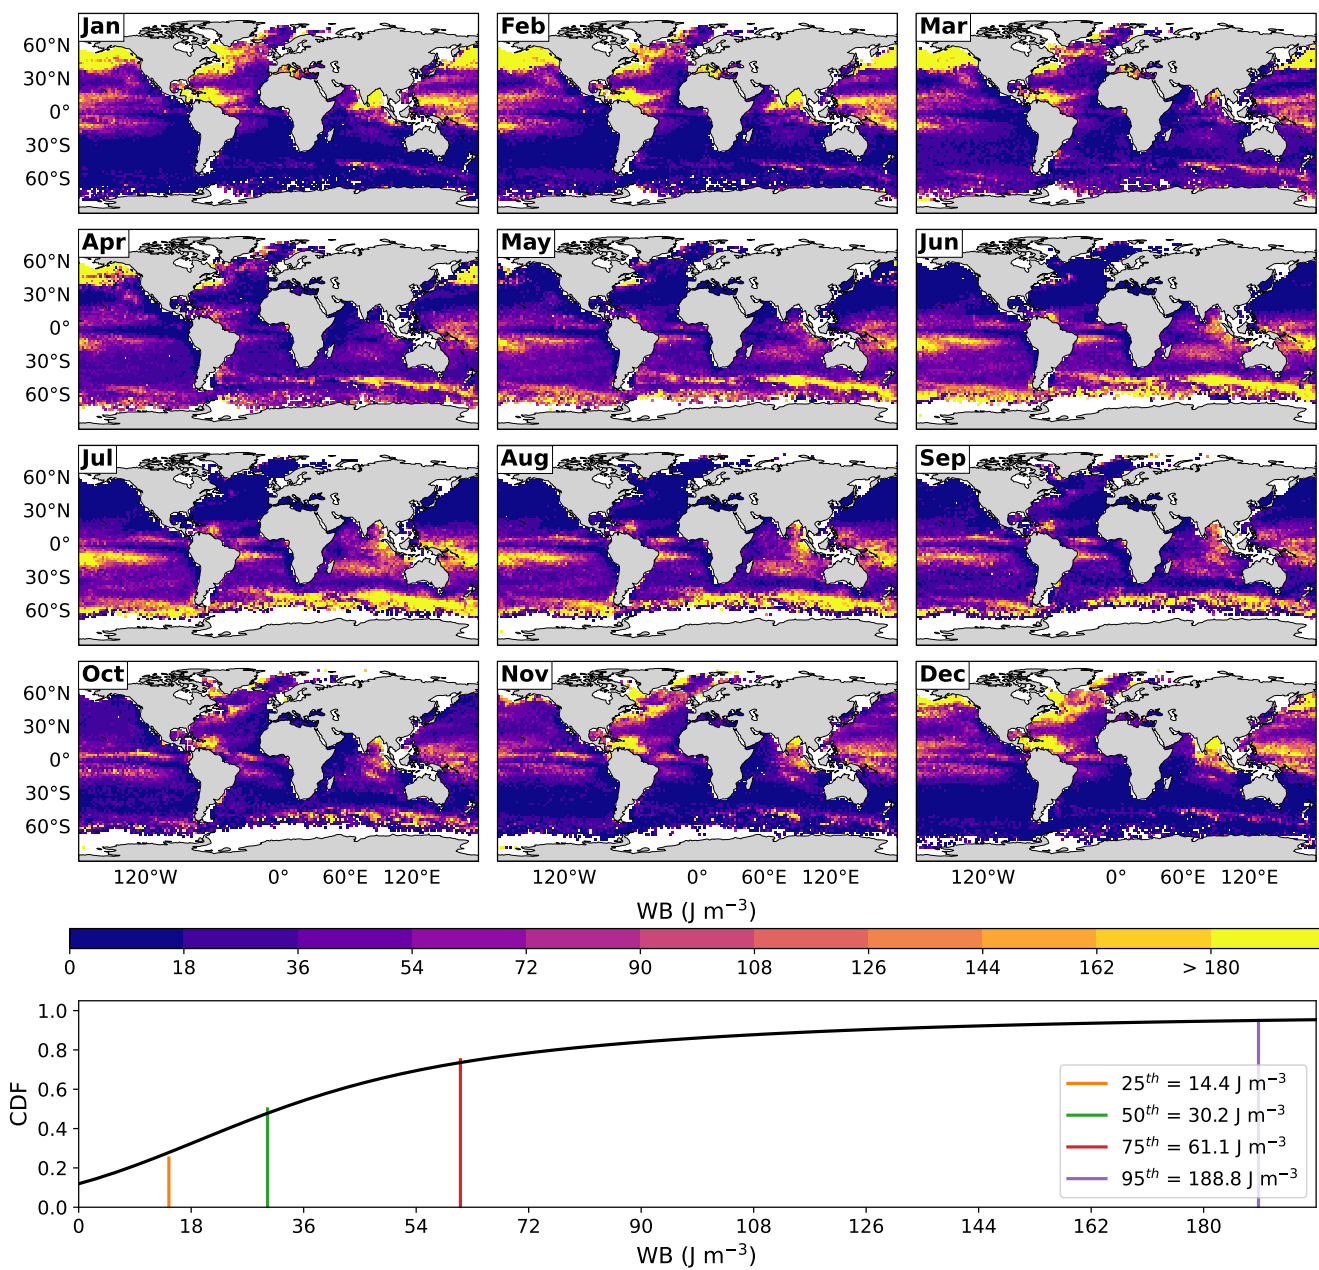 Jan Feb Mar
60°N
30°N
0°
30°S
60°S
Apr May Jun
60°N
30°N
0°
30°S
60°S
Jul Aug Sep
60°N
30°N
0°
30°S
60°S
Oct Nov Dec
60°N
30°N
0°
30°S
60°S
120°W 0° 60°E 120°E 120°W 0° 60°E 120°E 120°W 0° 60°E 120°E
WB (J m⁻³)
0 18 36 54 72 90 108 126 144 162 > 180
1.0
0.8
0.6
0.4
0.2
0.0
CDF
25ᵗʰ = 14.4 J m⁻³
50ᵗʰ = 30.2 J m⁻³
75ᵗʰ = 61.1 J m⁻³
95ᵗʰ = 188.8 J m⁻³
0 18 36 54 72 90 108 126 144 162 180
WB (J m⁻³)